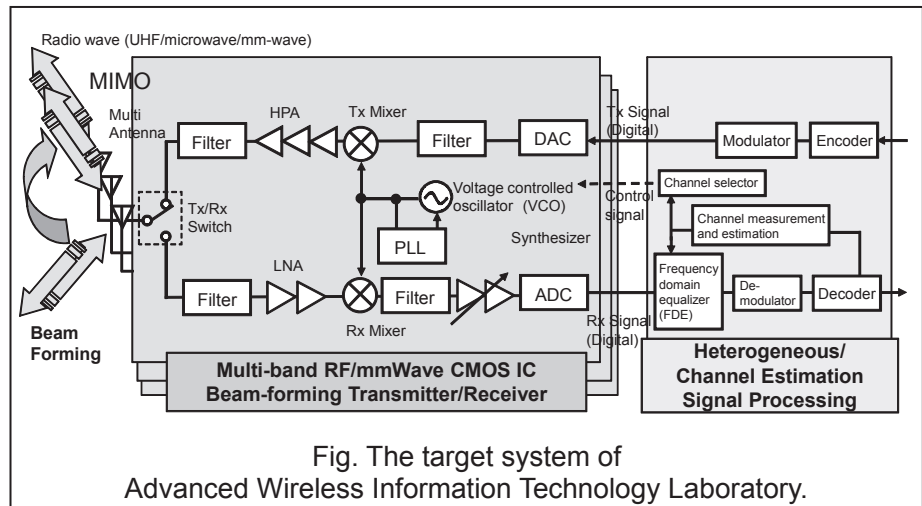 Radio wave (UHF/microwave/mm-wave)
MIMO
Multi
Antenna
Filter
HPA
Tx Mixer
Filter
DAC
Tx Signal
(Digital)
Modulator
Encoder
Tx/Rx
Switch
Voltage controlled
oscillator (VCO)
PLL
Synthesizer
Control
signal
Channel selector
Channel measurement
and estimation
Filter
LNA
Rx Mixer
Filter
ADC
Rx Signal
(Digital)
Frequency
domain
equalizer
(FDE)
De-
modulator
Decoder
Beam
Forming
Multi-band RF/mmWave CMOS IC
Beam-forming Transmitter/Receiver
Heterogeneous/
Channel Estimation
Signal Processing
Fig. The target system of
Advanced Wireless Information Technology Laboratory.